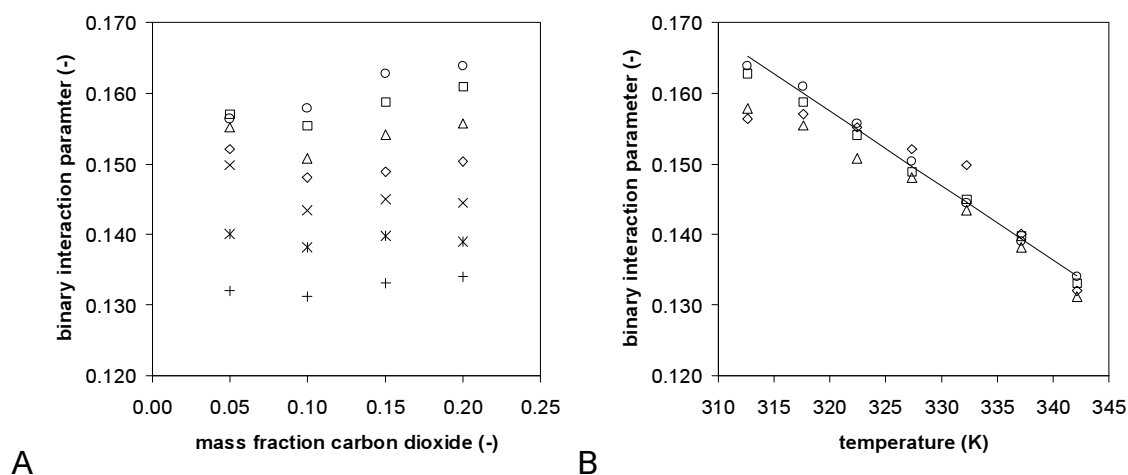 0.170
0.160
0.150
0.140
0.130
0.120
0.00 0.05 0.10 0.15 0.20 0.25
binary interaction paramter (-)
mass fraction carbon dioxide (-)
A
0.170
0.160
0.150
0.140
0.130
0.120
310 315 320 325 330 335 340 345
binary interaction parameter (-)
temperature (K)
B